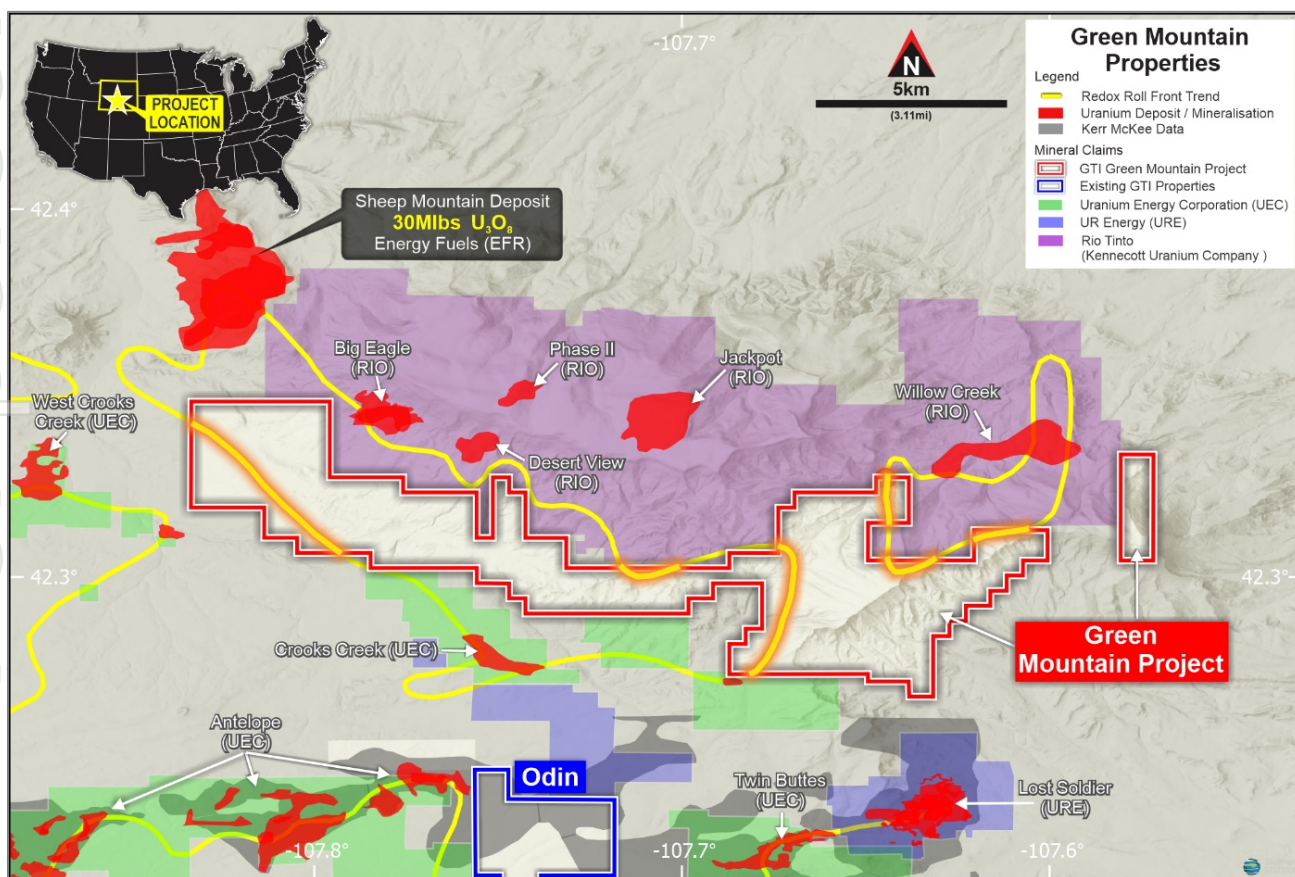 -107.7°
N
5km
(3.11mi)
Green Mountain
Properties
Legend
Redox Roll Front Trend
Uranium Deposit / Mineralisation
Kerr McKee Data
Mineral Claims
GTI Green Mountain Project
Existing GTI Properties
Uranium Energy Corporation (UEC)
UR Energy (URE)
Rio Tinto
(Kennecott Uranium Company )
PROJECT
LOCATION
42.4°
Sheep Mountain Deposit
30Mlbs U₃O₈
Energy Fuels (EFR)
Big Eagle
(RIO)
Phase II
(RIO)
Jackpot
(RIO)
Willow Creek
(RIO)
West Crooks
Creek (UEC)
Desert View
(RIO)
42.3°
42.3°
Crooks Creek (UEC)
Green
Mountain Project
Antelope
(UEC)
Odin
Twin Buttes
(UEC)
Lost Soldier
(URE)
-107.8°
-107.7°
-107.6°